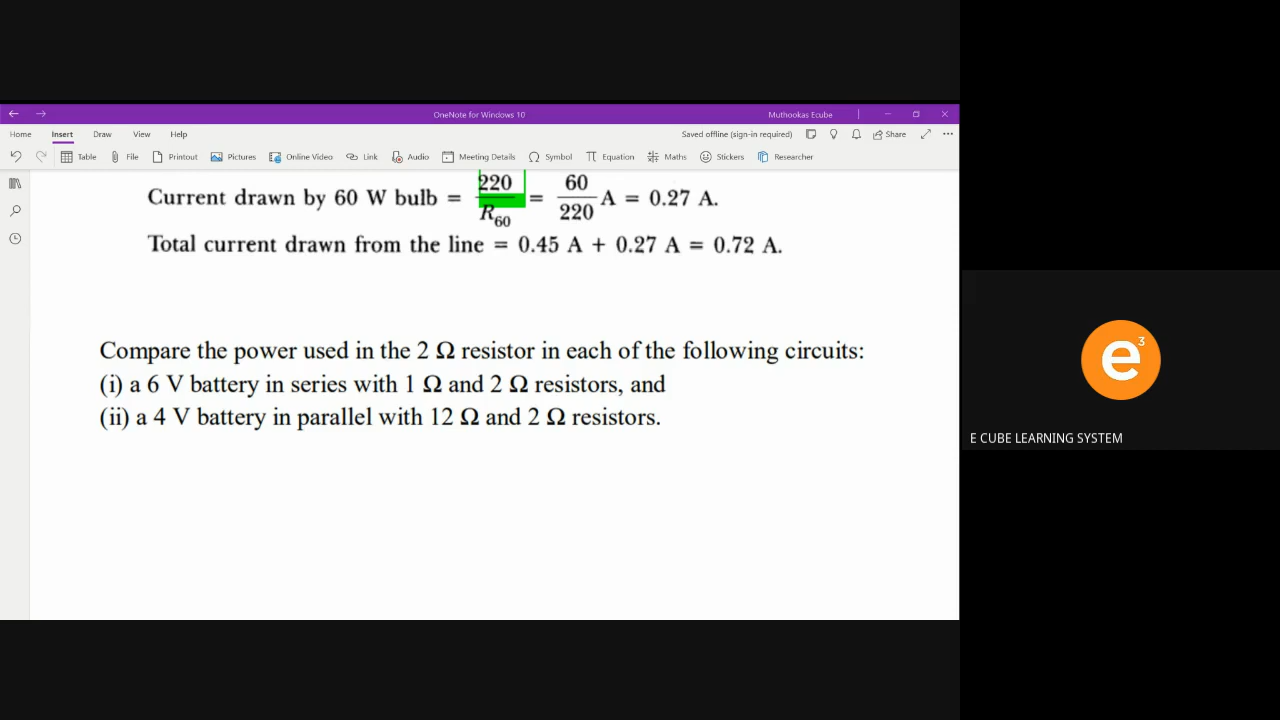 OneNote for Windows 10 Muthookas Ecube
Home Insert Draw View Help Saved offline (sign-in required) Share
Table File Printout Pictures Online Video Link Audio Meeting Details Symbol Equation Maths Stickers Researcher
Current drawn by 60 W bulb = 220/R60 = 60/220 A = 0.27 A.
Total current drawn from the line = 0.45 A + 0.27 A = 0.72 A.
Compare the power used in the 2 Ω resistor in each of the following circuits:
(i) a 6 V battery in series with 1 Ω and 2 Ω resistors, and
(ii) a 4 V battery in parallel with 12 Ω and 2 Ω resistors.
e3
E CUBE LEARNING SYSTEM